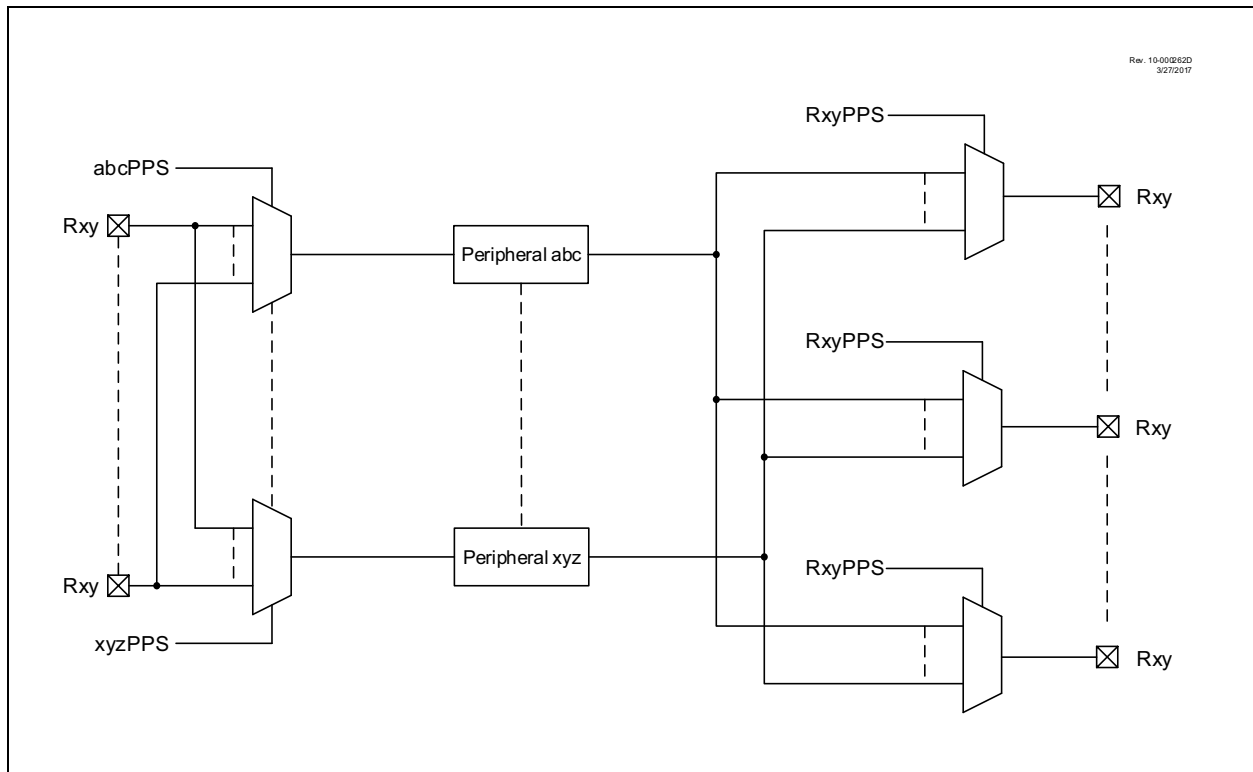 Rev. 10-000262D
3/27/2017
RxyPPS
abcPPS
Rxy
Rxy
Peripheral abc
RxyPPS
Rxy
Peripheral xyz
RxyPPS
Rxy
xyzPPS
Rxy